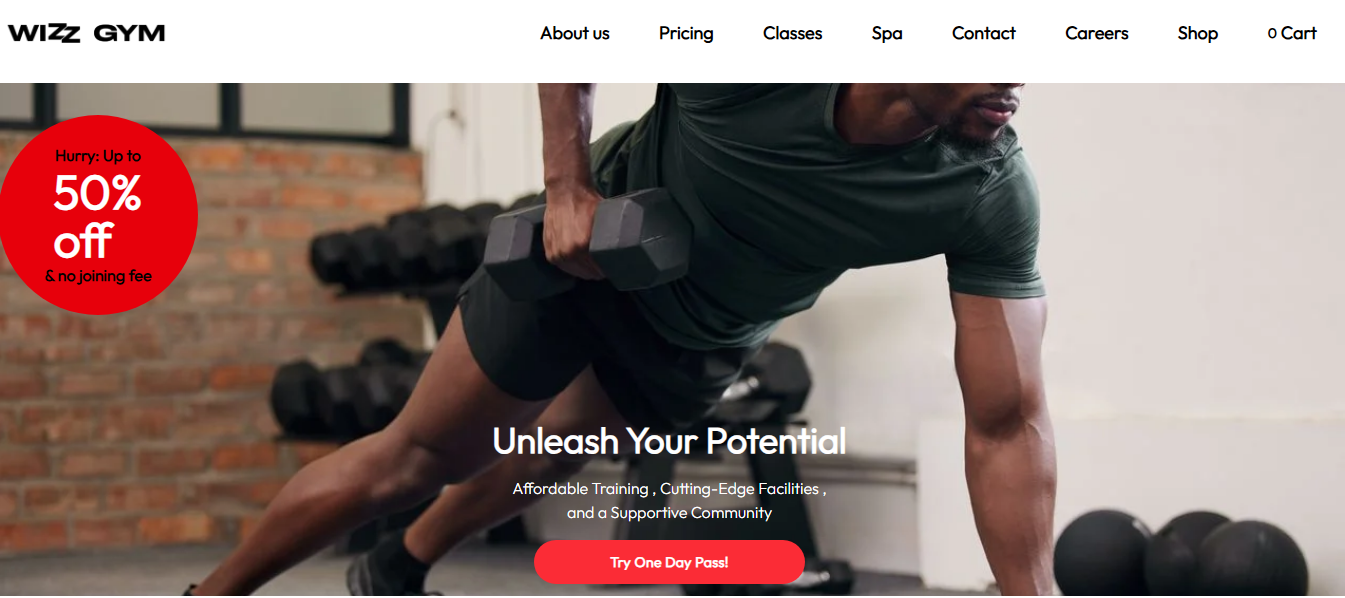 WIZZ GYM
About us Pricing Classes Spa Contact Careers Shop 0 Cart
Hurry: Up to
50%
off
& no joining fee
Unleash Your Potential
Affordable Training , Cutting-Edge Facilities ,
and a Supportive Community
Try One Day Pass!